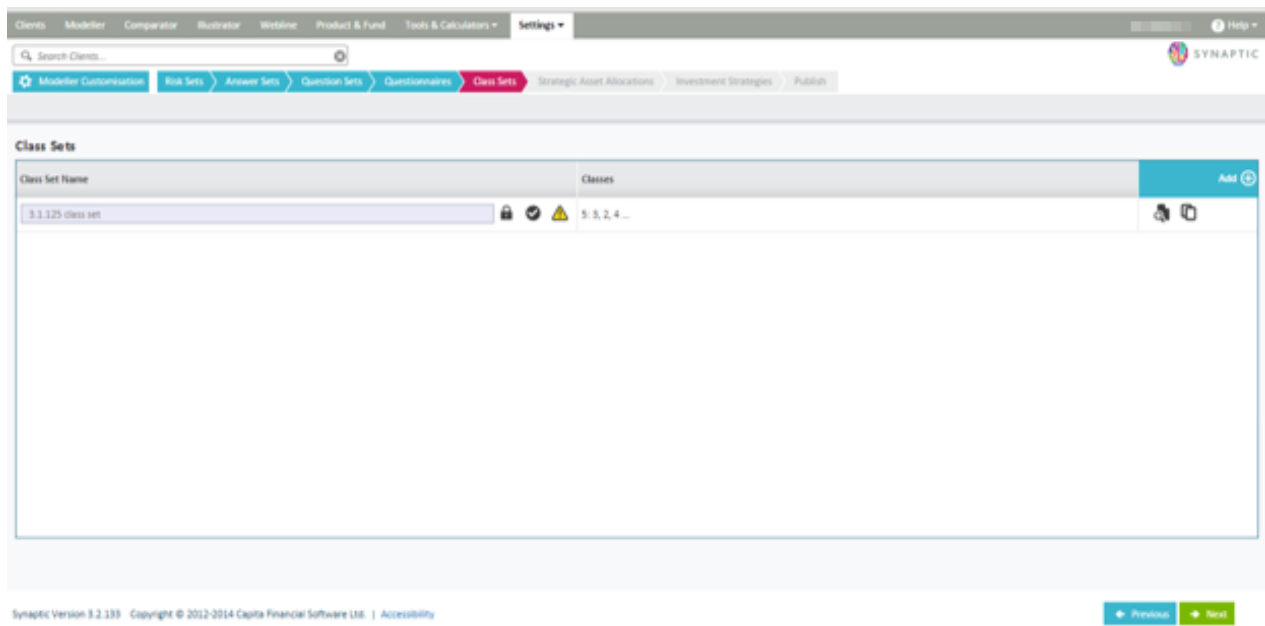 Clients Modeller Comparator Illustrator Webline Product & Fund Tools & Calculators Settings Help
Search Clients...
SYNAPTIC
Modeller Customisation Risk Sets Answer Sets Question Sets Questionnaires Class Sets Strategic Asset Allocations Investment Strategies Publish
Class Sets
Class Set Name Classes Add
3.1.125 class set 5: 3, 2, 4 ...
Synaptic Version 3.2.133 Copyright © 2012-2014 Capita Financial Software Ltd. | Accessibility Previous Next